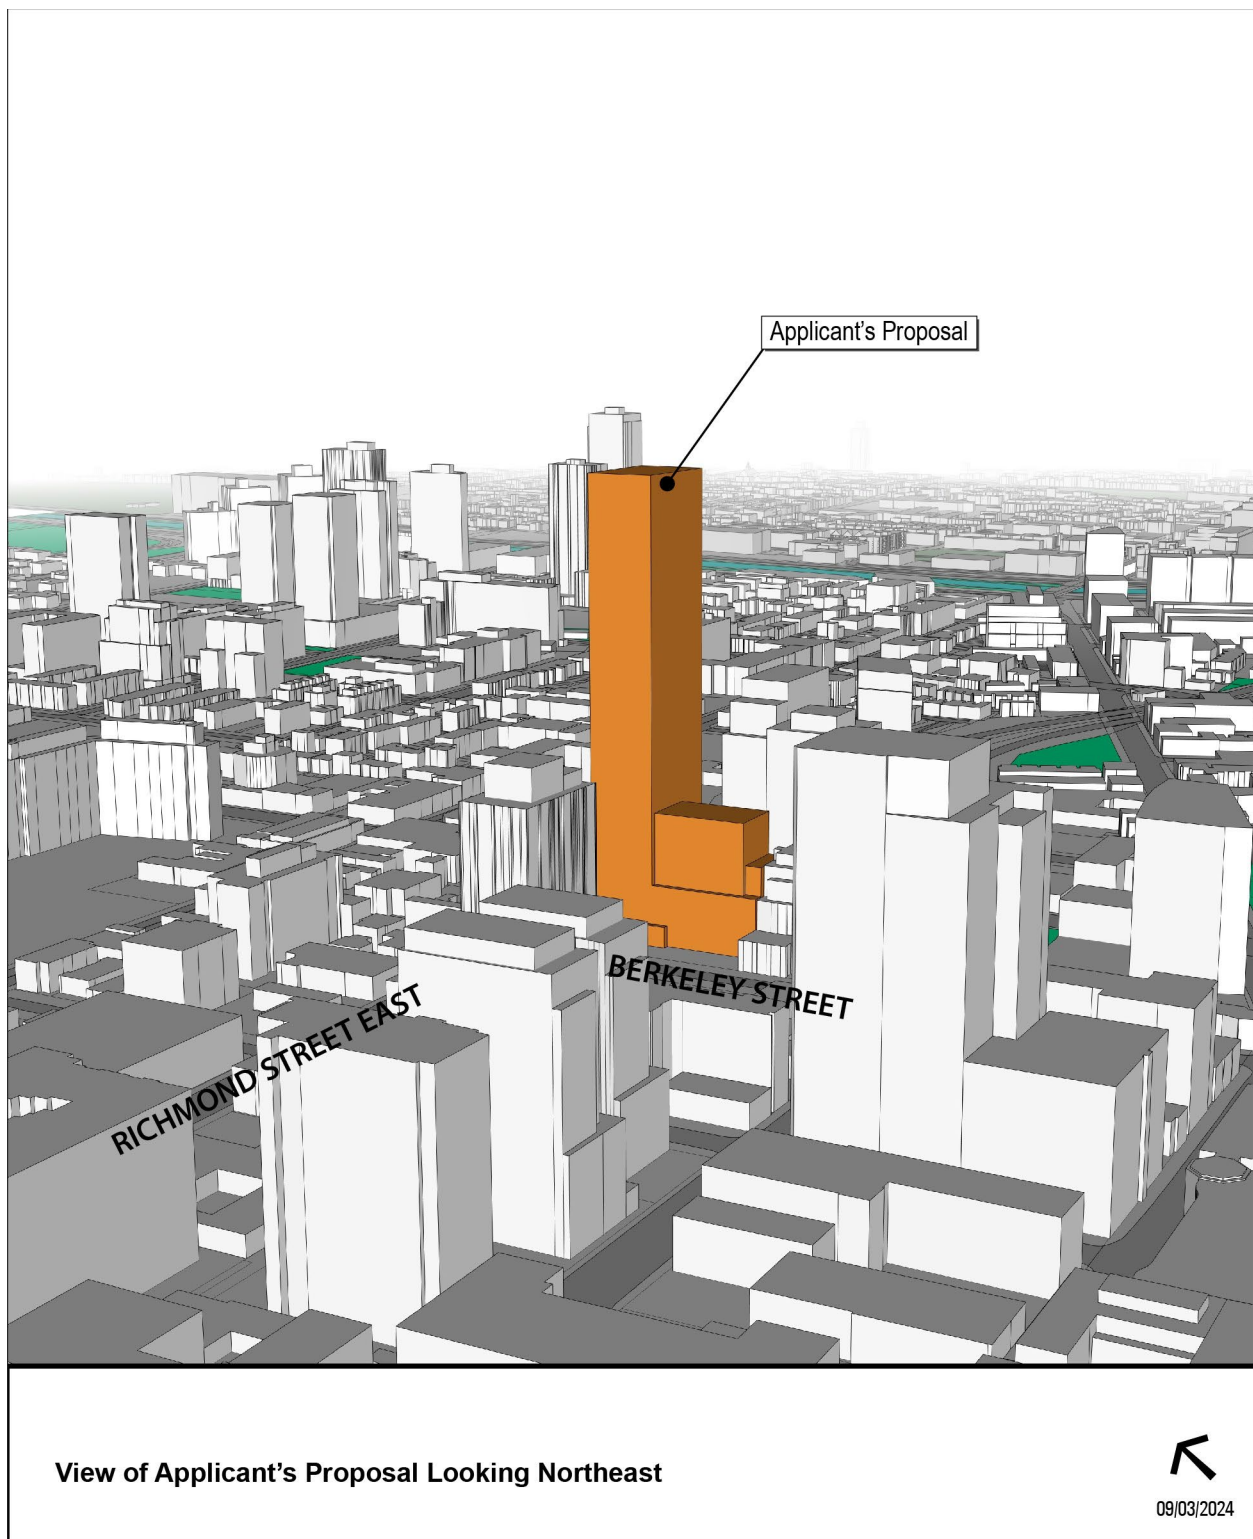 Applicant’s Proposal
BERKELEY STREET
RICHMOND STREET EAST
View of Applicant’s Proposal Looking Northeast
09/03/2024